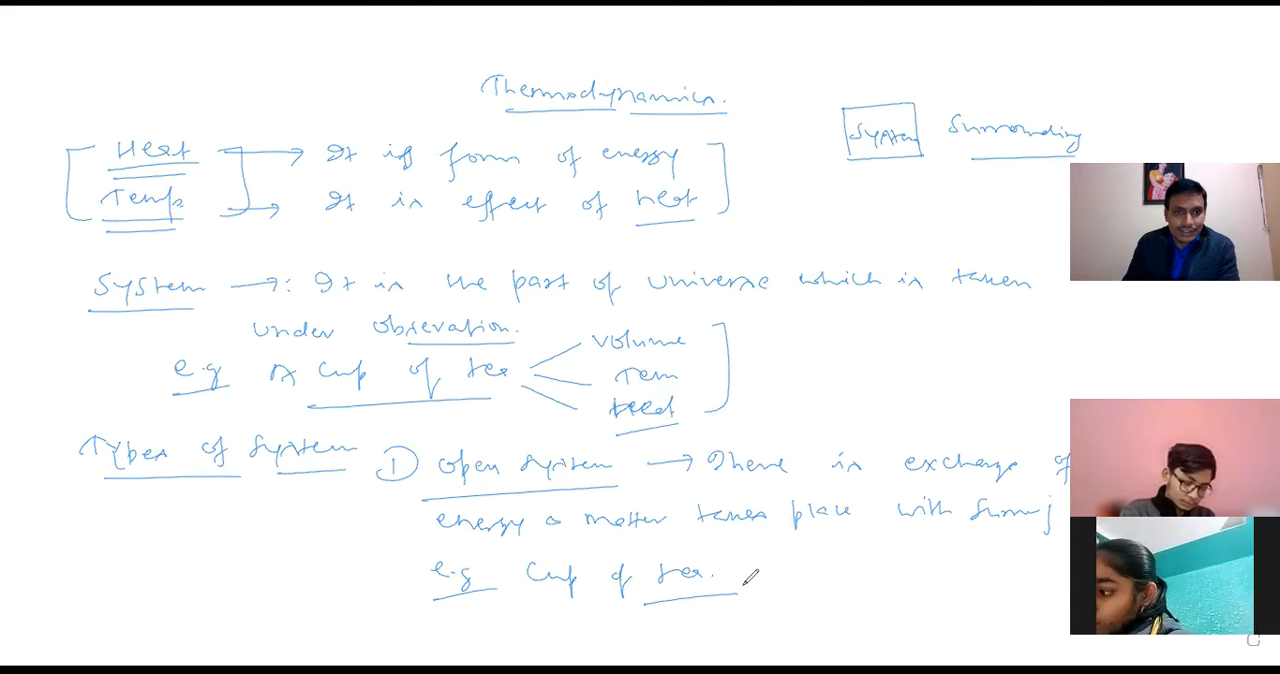 Thermodynamics.
System Surrounding
Heat → It is form of energy
Temp → It is effect of heat
System →: It is the part of universe which is taken
under observation.
e.g A cup of tea
volume
Tem
heat
Types of System ① open system → There is exchange of
energy & matter takes place with
e.g cup of tea.